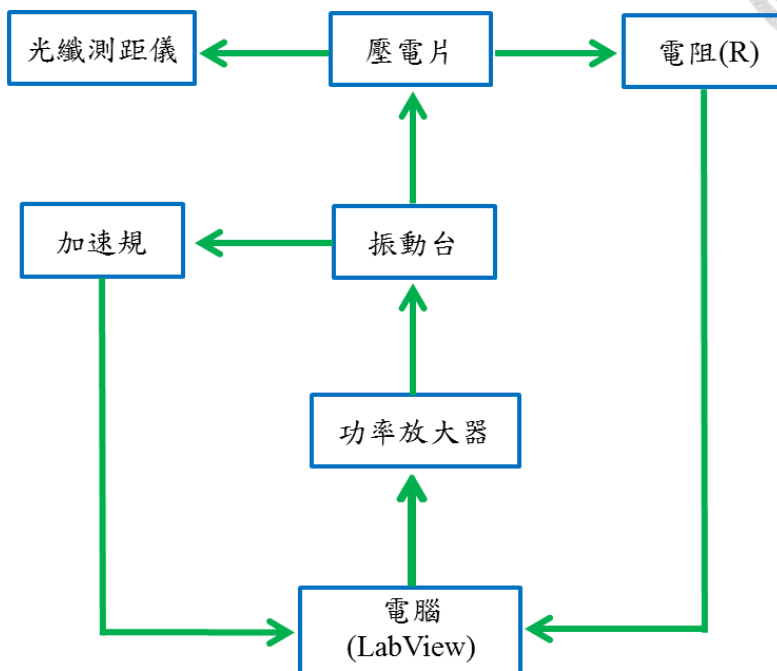 光纖測距儀
壓電片
電阻(R)
加速規
振動台
功率放大器
電腦
(LabView)